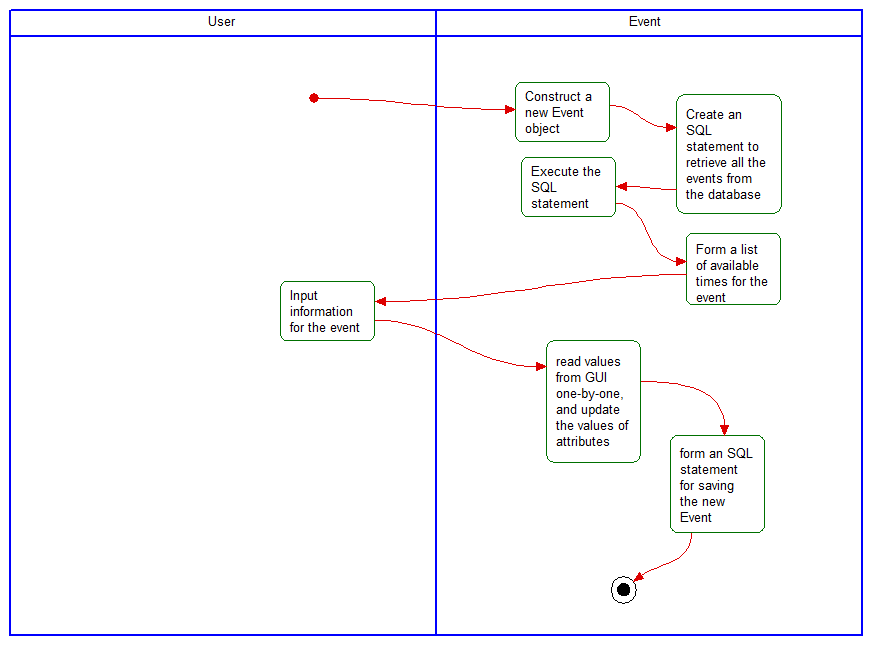 User
Event
Construct a
new Event
object
Create an
SQL
statement to
retrieve all the
events from
the database
Execute the
SQL
statement
Form a list
of available
times for the
event
Input
information
for the event
read values
from GUI
one-by-one,
and update
the values of
attributes
form an SQL
statement
for saving
the new
Event